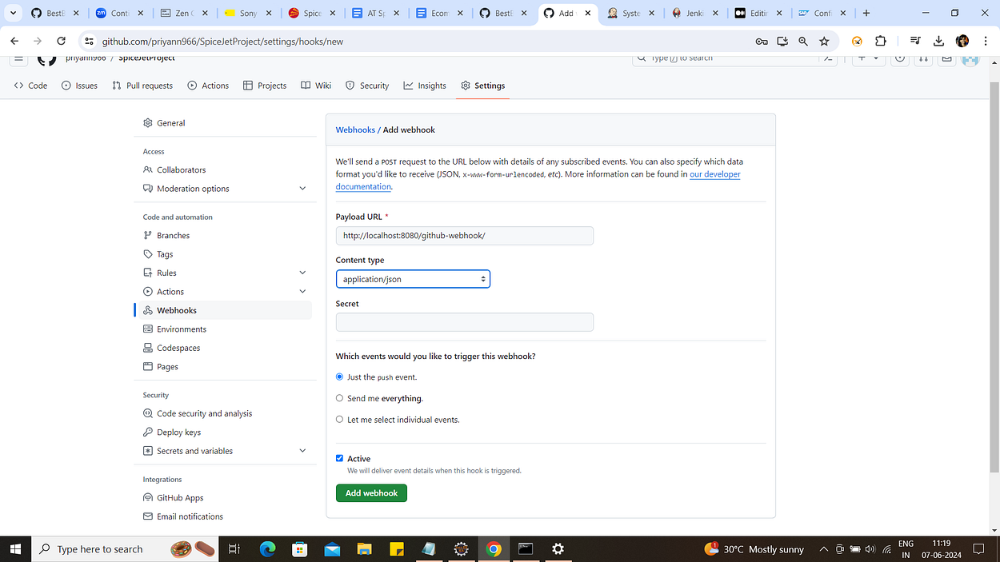 BestE
Conti
Zen C
Sony
Spice
AT Sp
Ecom
BestE
Add
Syste
Jenki
Editin
Confi
github.com/priyann966/SpiceJetProject/settings/hooks/new
priyann966 / SpiceJetProject
Type / to search
Code Issues Pull requests Actions Projects Wiki Security Insights Settings
General
Access
Collaborators
Moderation options
Code and automation
Branches
Tags
Rules
Actions
Webhooks
Environments
Codespaces
Pages
Security
Code security and analysis
Deploy keys
Secrets and variables
Integrations
GitHub Apps
Email notifications
Webhooks / Add webhook
We'll send a POST request to the URL below with details of any subscribed events. You can also specify which data
format you'd like to receive (JSON, x-www-form-urlencoded, etc). More information can be found in our developer
documentation.
Payload URL *
http://localhost:8080/github-webhook/
Content type
application/json
Secret
Which events would you like to trigger this webhook?
Just the push event.
Send me everything.
Let me select individual events.
Active
We will deliver event details when this hook is triggered.
Add webhook
Type here to search
1
30°C Mostly sunny
ENG
IN
11:19
07-06-2024